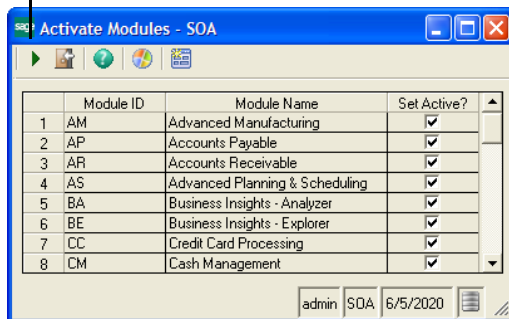 sage Activate Modules - SOA
Module ID Module Name Set Active?
1 AM Advanced Manufacturing
2 AP Accounts Payable
3 AR Accounts Receivable
4 AS Advanced Planning & Scheduling
5 BA Business Insights - Analyzer
6 BE Business Insights - Explorer
7 CC Credit Card Processing
8 CM Cash Management
admin SOA 6/5/2020